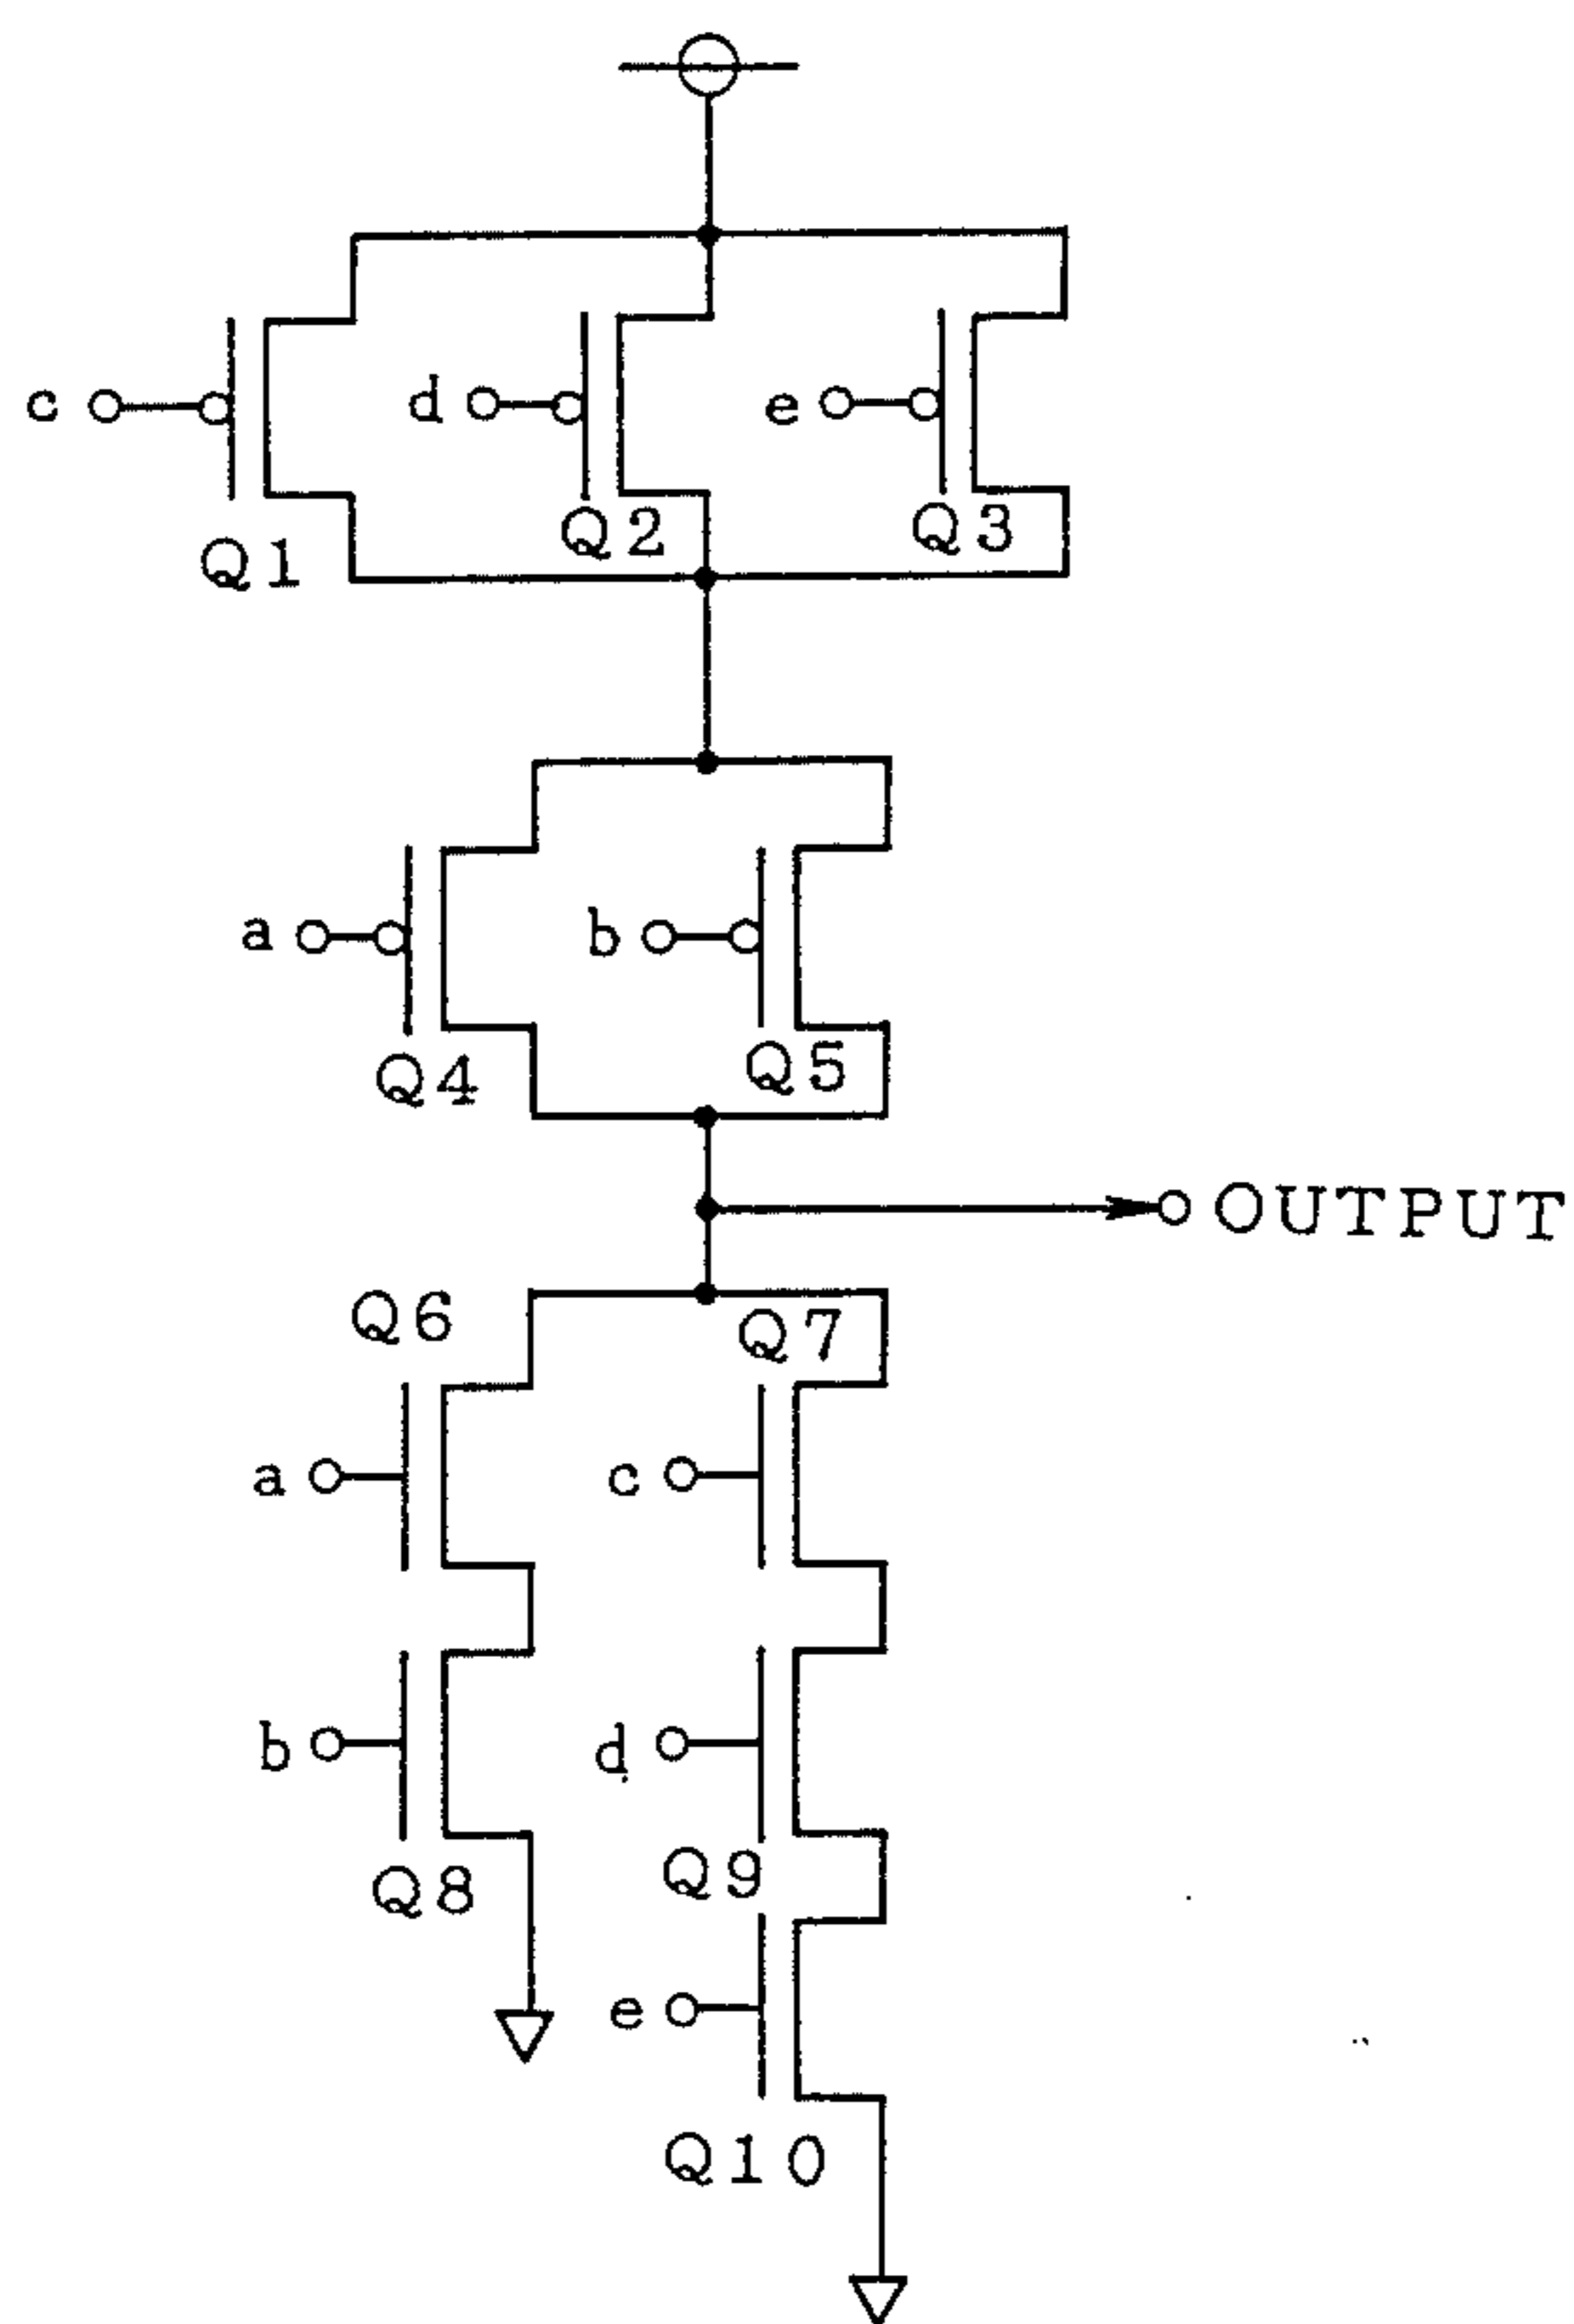 c d e
Q1 Q2 Q3
a b
Q4 Q5
OUTPUT
Q6 Q7
a c
b d
Q8 Q9
e
Q10